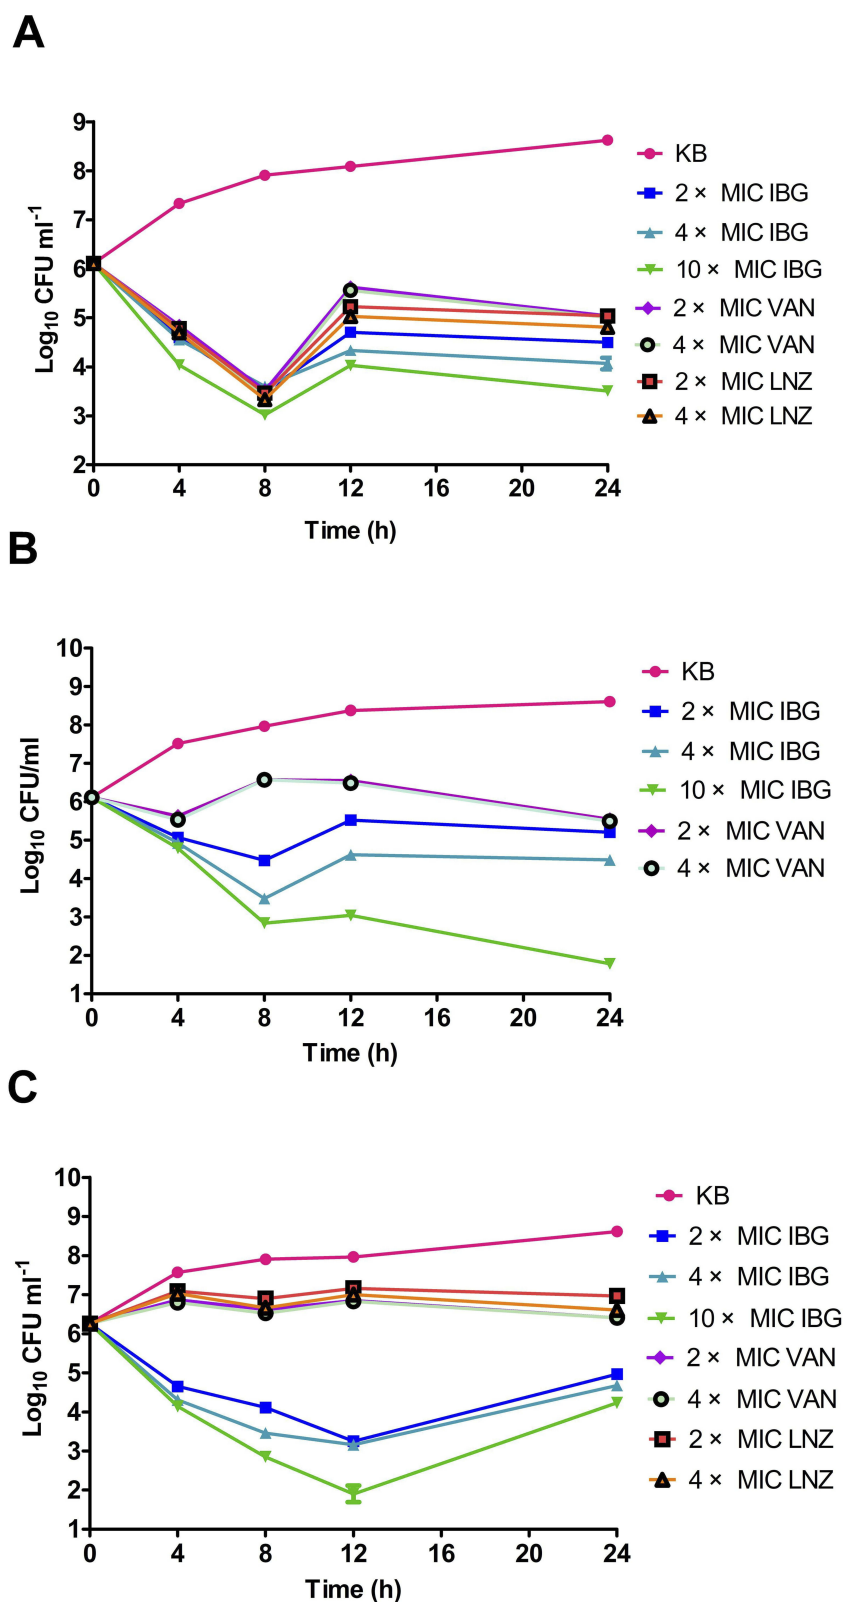 A
9
8
7
6
5
4
3
2
0 4 8 12 16 20 24
Log10 CFU ml-1
Time (h)
KB
2 × MIC IBG
4 × MIC IBG
10 × MIC IBG
2 × MIC VAN
4 × MIC VAN
2 × MIC LNZ
4 × MIC LNZ
B
10
9
8
7
6
5
4
3
2
1
0 4 8 12 16 20 24
Log10 CFU/ml
Time (h)
KB
2 × MIC IBG
4 × MIC IBG
10 × MIC IBG
2 × MIC VAN
4 × MIC VAN
C
10
9
8
7
6
5
4
3
2
1
0 4 8 12 16 20 24
Log10 CFU ml-1
Time (h)
KB
2 × MIC IBG
4 × MIC IBG
10 × MIC IBG
2 × MIC VAN
4 × MIC VAN
2 × MIC LNZ
4 × MIC LNZ